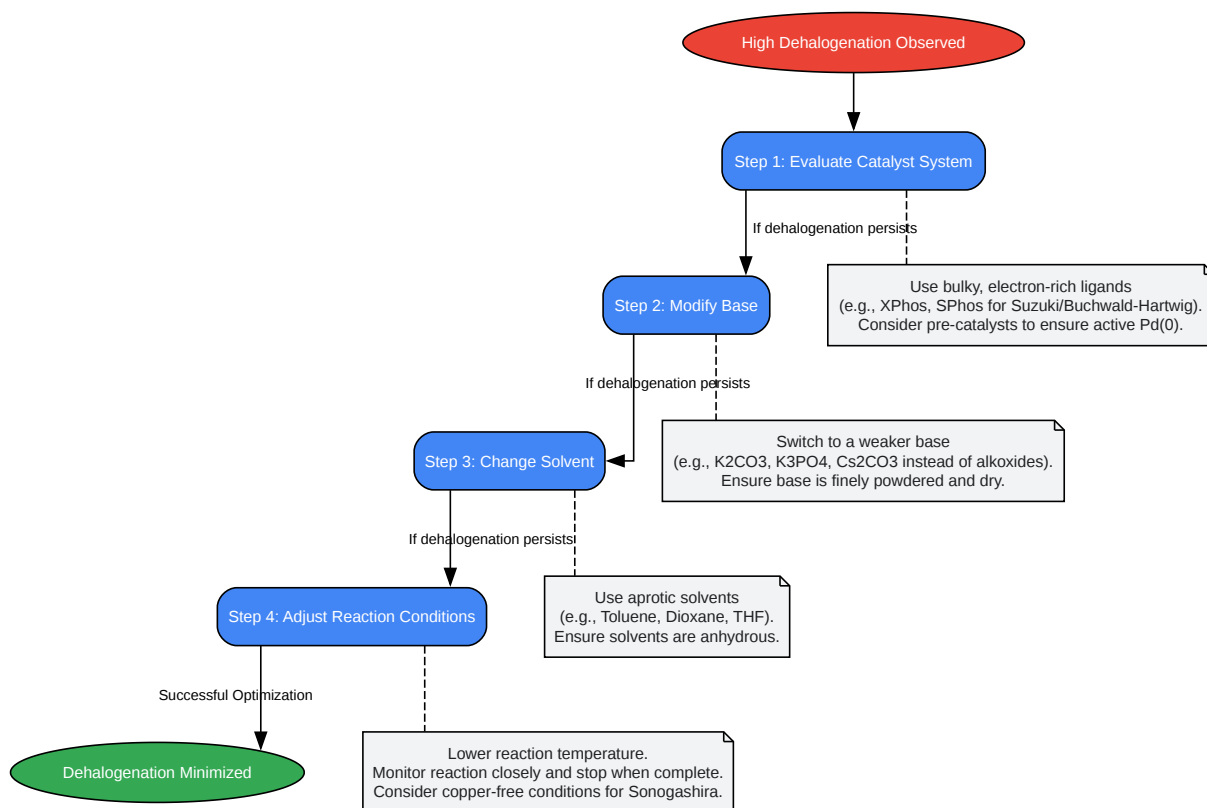 High Dehalogenation Observed
Step 1: Evaluate Catalyst System
If dehalogenation persists
Use bulky, electron-rich ligands
(e.g., XPhos, SPhos for Suzuki/Buchwald-Hartwig).
Consider pre-catalysts to ensure active Pd(0).
Step 2: Modify Base
If dehalogenation persists
Switch to a weaker base
(e.g., K2CO3, K3PO4, Cs2CO3 instead of alkoxides).
Ensure base is finely powdered and dry.
Step 3: Change Solvent
If dehalogenation persists
Use aprotic solvents
(e.g., Toluene, Dioxane, THF).
Ensure solvents are anhydrous.
Step 4: Adjust Reaction Conditions
Successful Optimization
Lower reaction temperature.
Monitor reaction closely and stop when complete.
Consider copper-free conditions for Sonogashira.
Dehalogenation Minimized